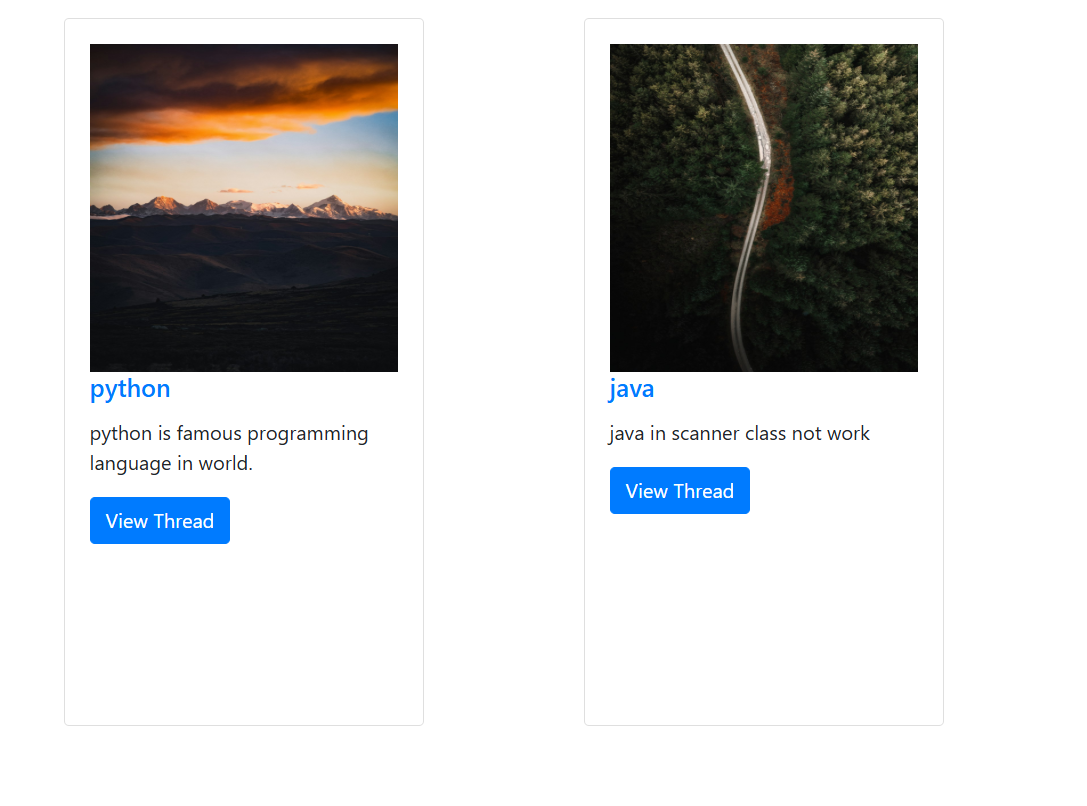 python
python is famous programming
language in world.
View Thread
java
java in scanner class not work
View Thread